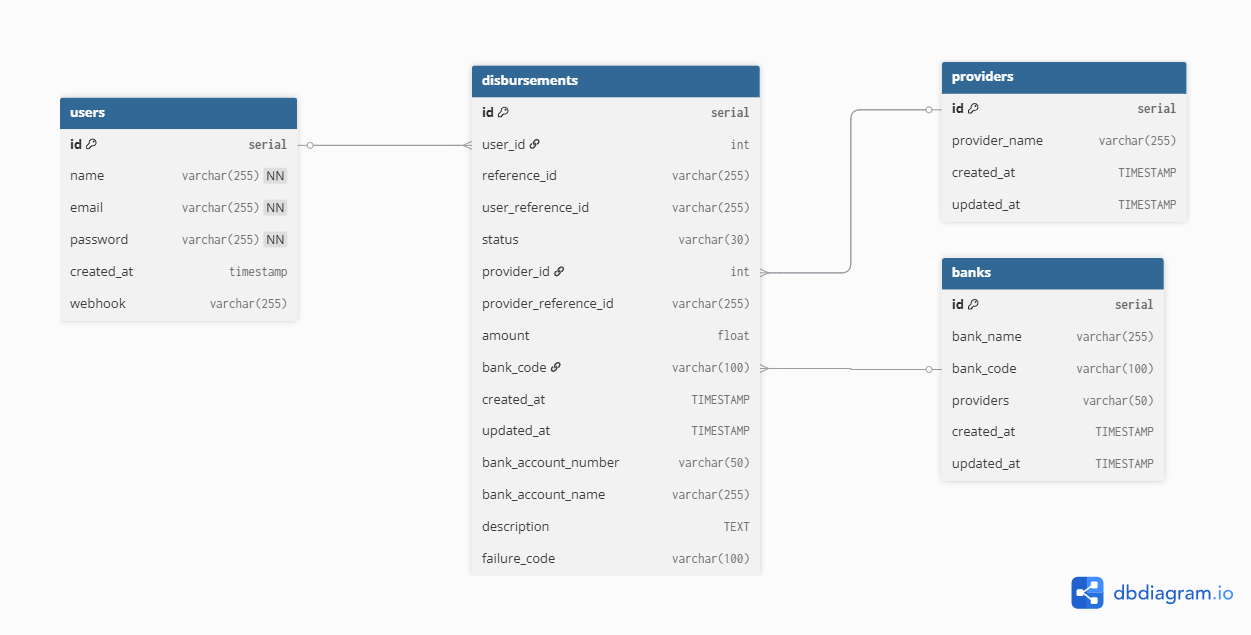 users
id serial
name varchar(255) NN
email varchar(255) NN
password varchar(255) NN
created_at timestamp
webhook varchar(255)
disbursements
id serial
user_id int
reference_id varchar(255)
user_reference_id varchar(255)
status varchar(30)
provider_id int
provider_reference_id varchar(255)
amount float
bank_code varchar(100)
created_at TIMESTAMP
updated_at TIMESTAMP
bank_account_number varchar(50)
bank_account_name varchar(255)
description TEXT
failure_code varchar(100)
providers
id serial
provider_name varchar(255)
created_at TIMESTAMP
updated_at TIMESTAMP
banks
id serial
bank_name varchar(255)
bank_code varchar(100)
providers varchar(50)
created_at TIMESTAMP
updated_at TIMESTAMP
dbdiagram.io